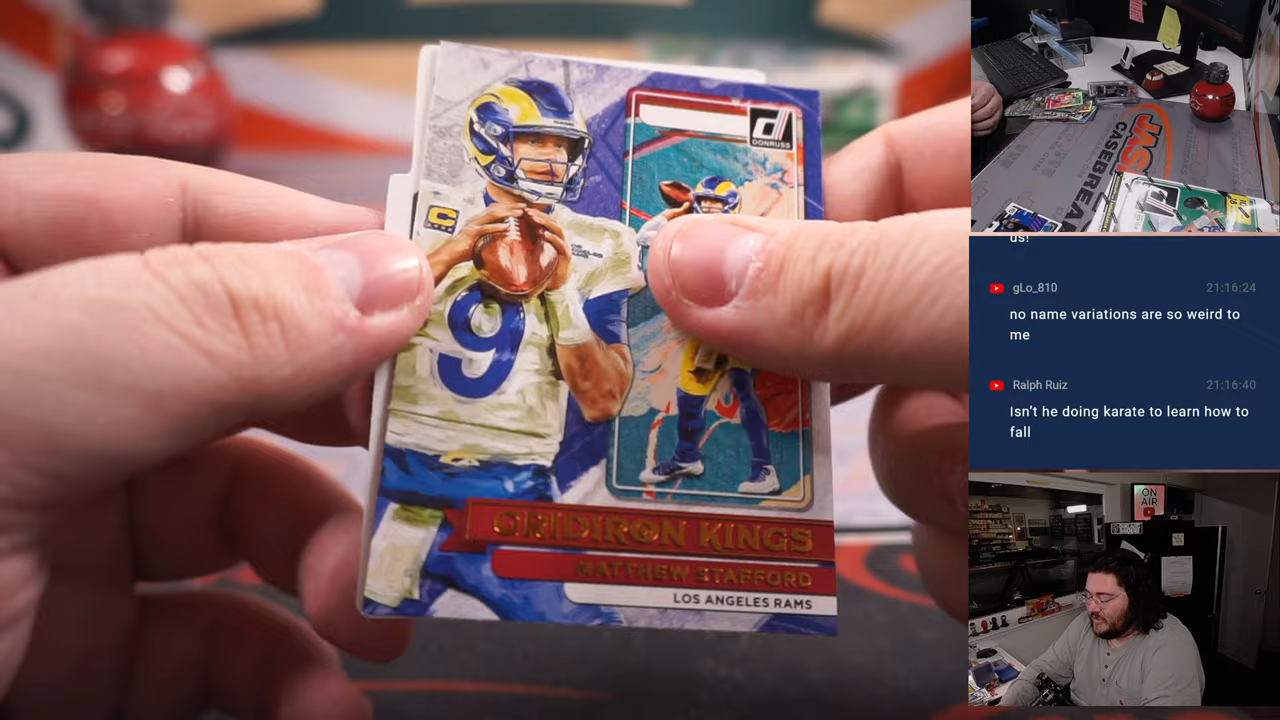 d
DONRUSS
C
9
GRIDIRON KINGS
MATTHEW STAFFORD
LOS ANGELES RAMS
JAS
CASEBREA
us!
gLo_810
21:16:24
no name variations are so weird to
me
Ralph Ruiz
21:16:40
Isn't he doing karate to learn how to
fall
ON
AIR